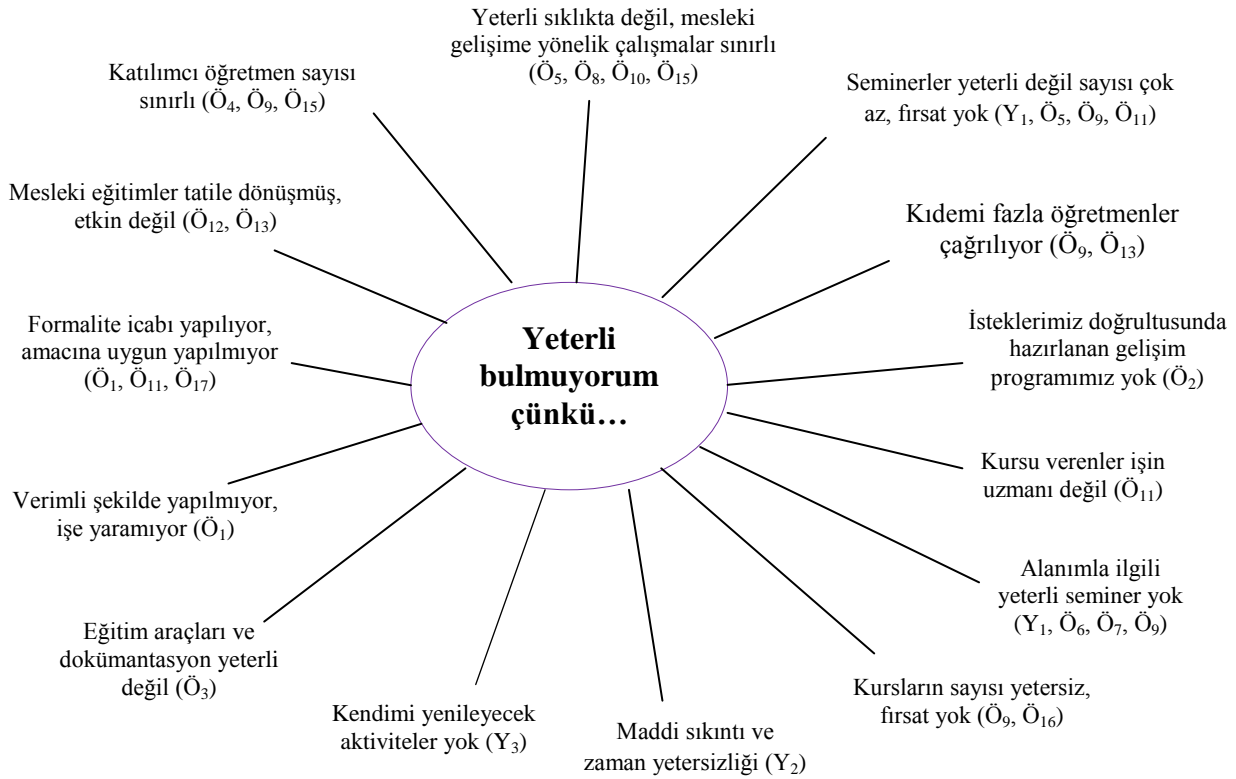 Yeterli sıklıkta değil, mesleki
gelişime yönelik çalışmalar sınırlı
(Ö5, Ö8, Ö10, Ö15)
Katılımcı öğretmen sayısı
sınırlı (Ö4, Ö9, Ö15)
Seminerler yeterli değil sayısı çok
az, fırsat yok (Y1, Ö5, Ö9, Ö11)
Mesleki eğitimler tatile dönüşmüş,
etkin değil (Ö12, Ö13)
Kıdemi fazla öğretmenler
çağrılıyor (Ö9, Ö13)
Formalite icabı yapılıyor,
amacına uygun yapılmıyor
(Ö1, Ö11, Ö17)
Yeterli
bulmuyorum
çünkü…
İsteklerimiz doğrultusunda
hazırlanan gelişim
programımız yok (Ö2)
Verimli şekilde yapılmıyor,
işe yaramıyor (Ö1)
Kursu verenler işin
uzmanı değil (Ö11)
Alanımla ilgili
yeterli seminer yok
(Y1, Ö6, Ö7, Ö9)
Eğitim araçları ve
dokümantasyon yeterli
değil (Ö3)
Kendimi yenileyecek
aktiviteler yok (Y3)
Maddi sıkıntı ve
zaman yetersizliği (Y2)
Kursların sayısı yetersiz,
fırsat yok (Ö9, Ö16)